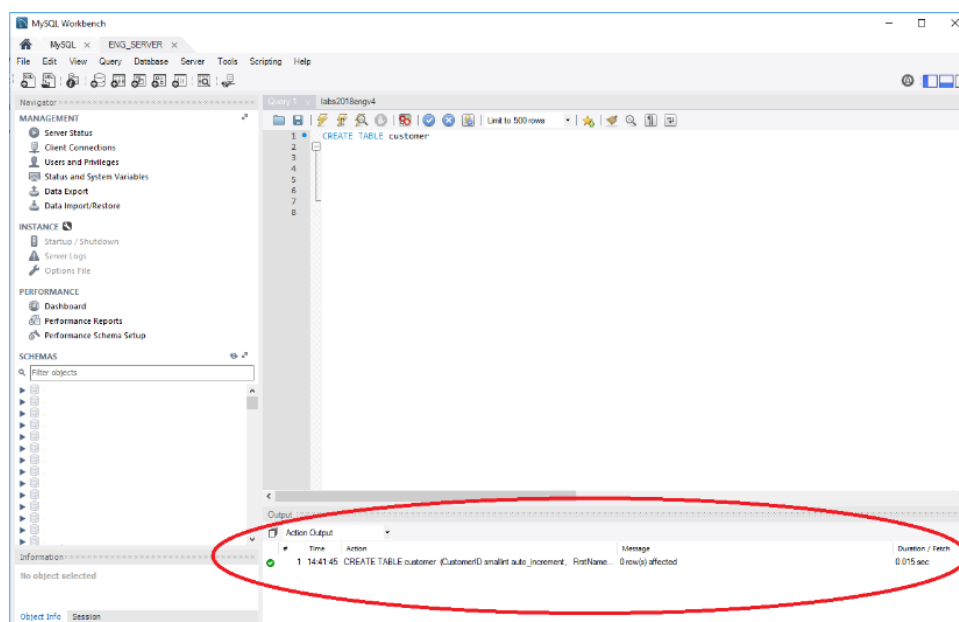 MySQL Workbench
MySQL × ENG_SERVER ×
File Edit View Query Database Server Tools Scripting Help
Navigator
MANAGEMENT
Server Status
Client Connections
Users and Privileges
Status and System Variables
Data Export
Data Import/Restore
INSTANCE
Startup / Shutdown
Server Logs
Options File
PERFORMANCE
Dashboard
Performance Reports
Performance Schema Setup
SCHEMAS
Filter objects
Information
No object selected
Object Info Session
Query 1 × labs2018engv4
Limit to 500 rows
1 CREATE TABLE customer
2
3
4
5
6
7
8
Output
Action Output
# Time Action Message Duration / Fetch
1 14:41:45 CREATE TABLE customer (CustomerID smallint auto_increment, FirstName... 0 row(s) affected 0.015 sec